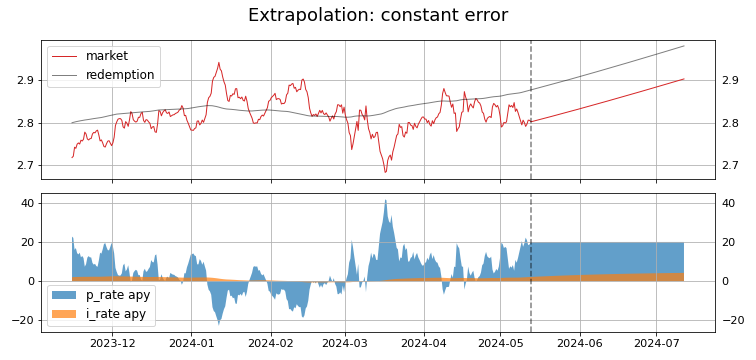 Extrapolation: constant error
market
redemption
2.9
2.8
2.7
2.9
2.8
2.7
40
20
0
−20
40
20
0
−20
p_rate apy
i_rate apy
2023-12 2024-01 2024-02 2024-03 2024-04 2024-05 2024-06 2024-07